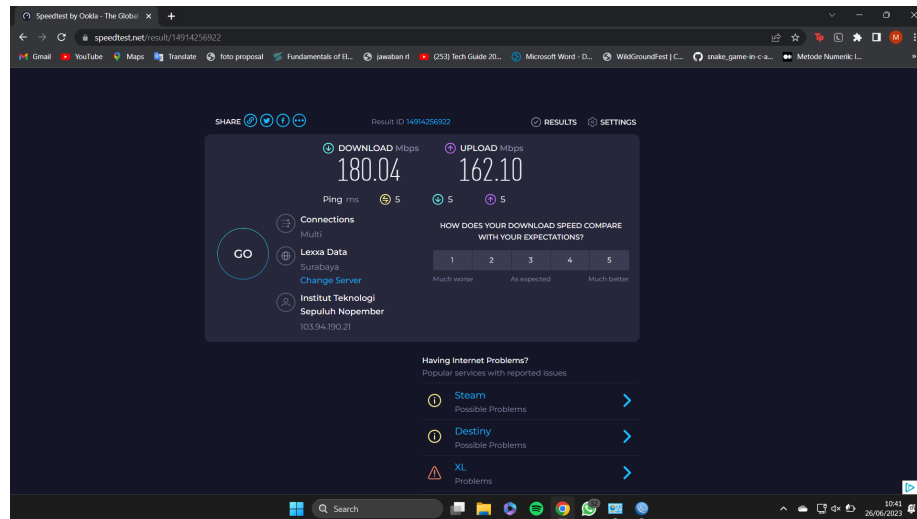 Speedtest by Ookla - The Global
speedtest.net/result/14914256922
Gmail YouTube Maps Translate foto proposal Fundamentals of El... jawaban rl (253) Tech Guide 20... Microsoft Word - D... WildGroundFest | C... snake_game-in-c-a... Metode Numerik: I... »
SHARE Result ID 14914256922 RESULTS SETTINGS
DOWNLOAD Mbps UPLOAD Mbps
180.04 162.10
Ping ms 5 5 5
GO
Connections
Multi
Lexxa Data
Surabaya
Change Server
Institut Teknologi
Sepuluh Nopember
103.94.190.21
HOW DOES YOUR DOWNLOAD SPEED COMPARE
WITH YOUR EXPECTATIONS?
1 2 3 4 5
Much worse As expected Much better
Having Internet Problems?
Popular services with reported issues
Steam
Possible Problems
Destiny
Possible Problems
XL
Problems
Search
10:41
26/06/2023